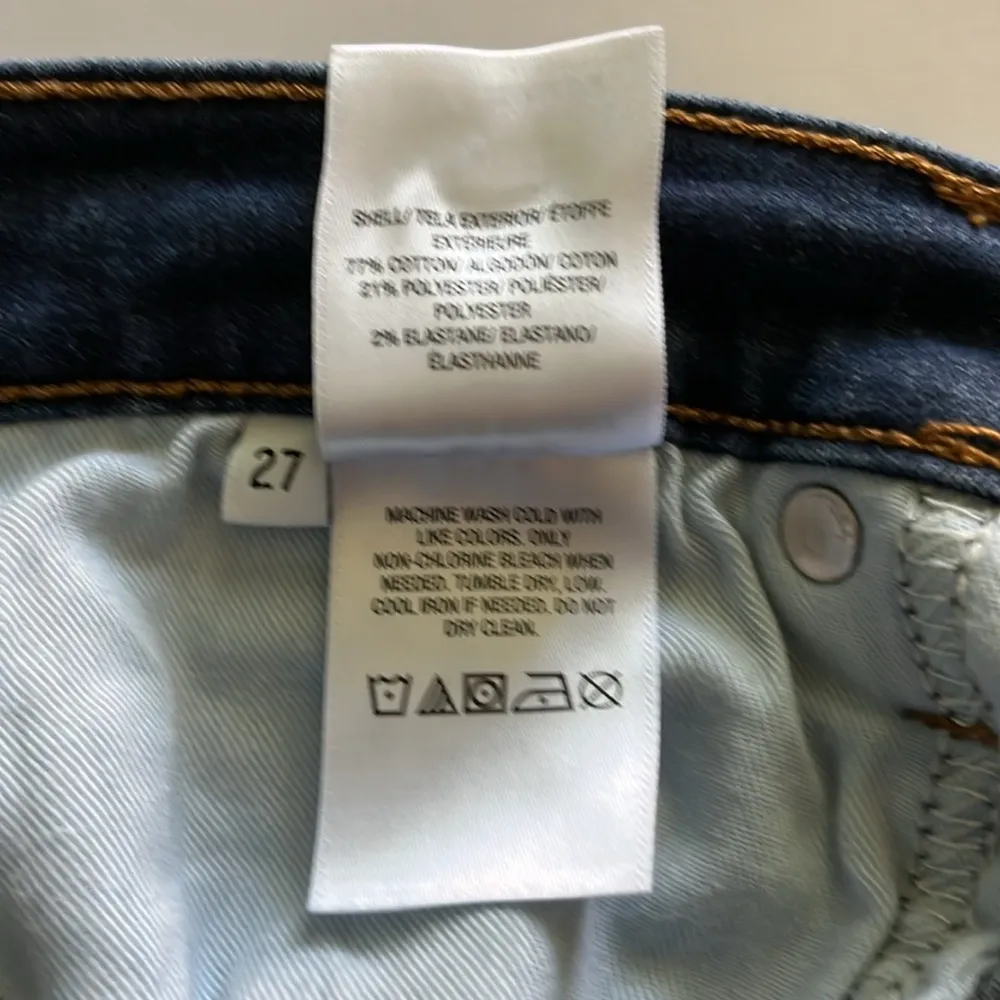 SHELL/ TELA EXTERIOR/ ÉTOFFE
EXTÉRIEURE
77% COTTON/ ALGODÓN/ COTON
21% POLYESTER/ POLIÉSTER/
POLYESTER
2% ELASTANE/ ELASTANO/
ÉLASTHANNE
27
MACHINE WASH COLD WITH
LIKE COLORS. ONLY
NON-CHLORINE BLEACH WHEN
NEEDED. TUMBLE DRY, LOW.
COOL IRON IF NEEDED. DO NOT
DRY CLEAN.